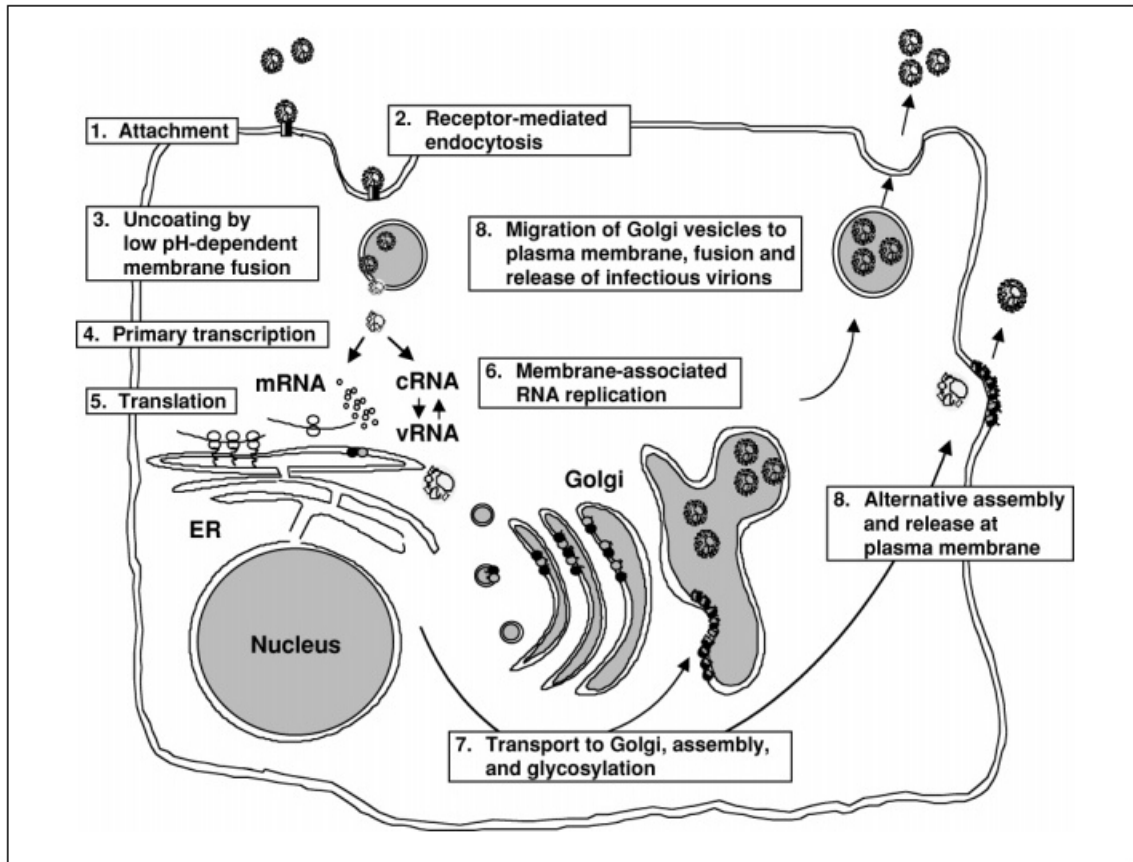 1. Attachment
2. Receptor-mediated
endocytosis
3. Uncoating by
low pH-dependent
membrane fusion
8. Migration of Golgi vesicles to
plasma membrane, fusion and
release of infectious virions
4. Primary transcription
mRNA
cRNA
vRNA
6. Membrane-associated
RNA replication
5. Translation
Golgi
ER
8. Alternative assembly
and release at
plasma membrane
Nucleus
7. Transport to Golgi, assembly,
and glycosylation